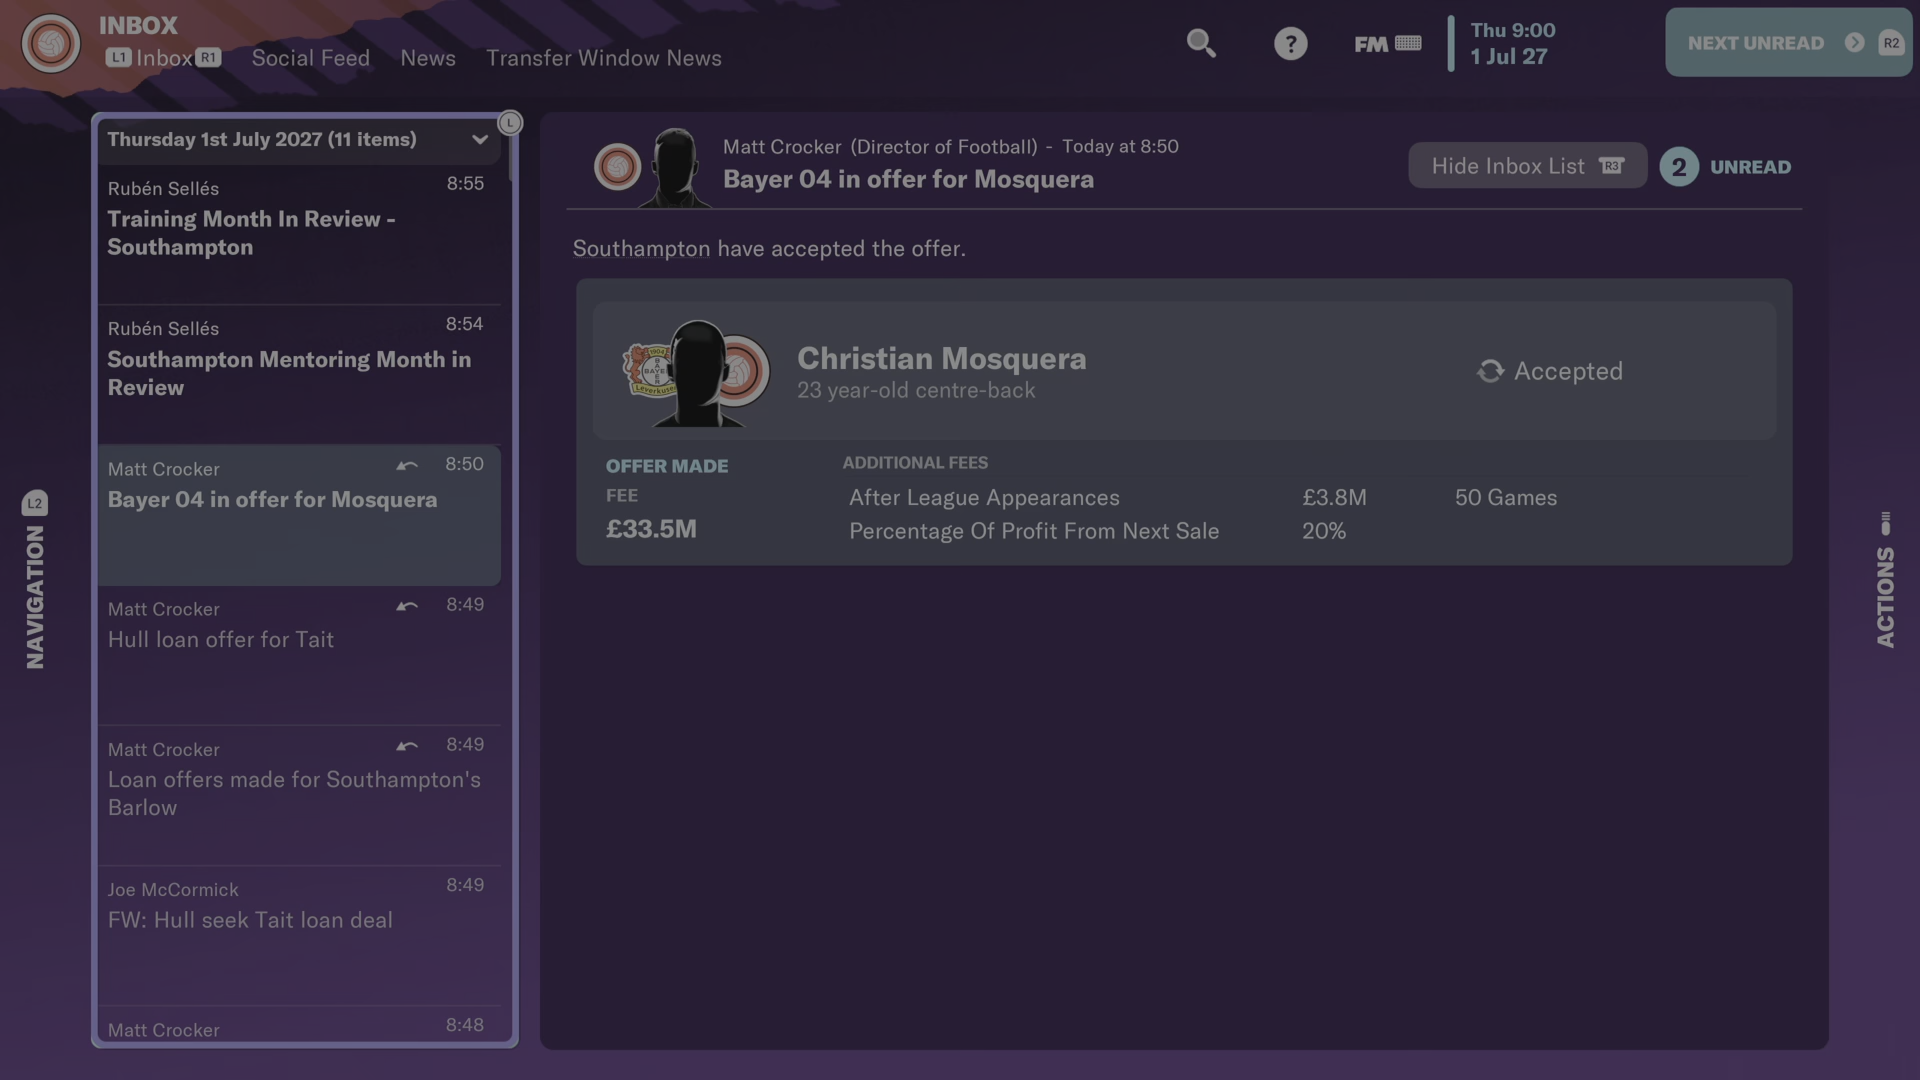 INBOX
L1 Inbox R1 Social Feed News Transfer Window News
FM
Thu 9:00
1 Jul 27
NEXT UNREAD R2
Thursday 1st July 2027 (11 items)
L
Rubén Sellés 8:55
Training Month In Review -
Southampton
Rubén Sellés 8:54
Southampton Mentoring Month in
Review
Matt Crocker 8:50
Bayer 04 in offer for Mosquera
Matt Crocker 8:49
Hull loan offer for Tait
Matt Crocker 8:49
Loan offers made for Southampton's
Barlow
Joe McCormick 8:49
FW: Hull seek Tait loan deal
Matt Crocker 8:48
L2
NAVIGATION
Matt Crocker (Director of Football) - Today at 8:50
Bayer 04 in offer for Mosquera
Hide Inbox List R3
2 UNREAD
Southampton have accepted the offer.
1904
BAYER
Leverkusen
Christian Mosquera
23 year-old centre-back
Accepted
OFFER MADE
FEE
£33.5M
ADDITIONAL FEES
After League Appearances £3.8M 50 Games
Percentage Of Profit From Next Sale 20%
ACTIONS